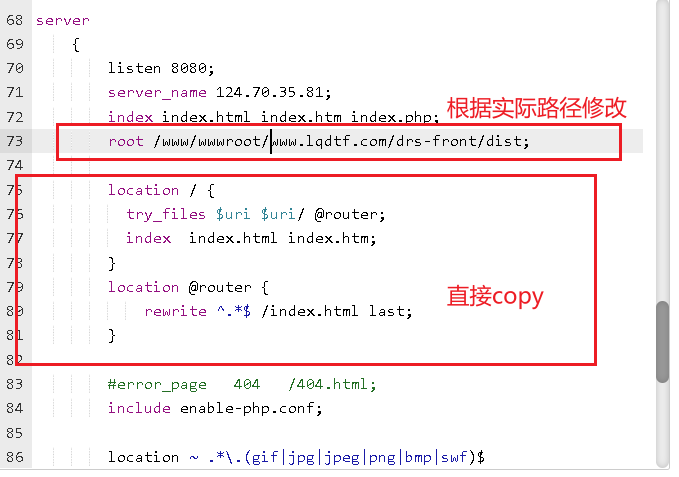 68 server
69 {
70 listen 8080;
71 server_name 124.70.35.81;
72 index index.html index.htm index.php;
根据实际路径修改
73 root /www/wwwroot/www.lqdtf.com/drs-front/dist;
74
75 location / {
76 try_files $uri $uri/ @router;
77 index  index.html index.htm;
78 }
79 location @router {
直接copy
80 rewrite ^.*$ /index.html last;
81 }
82
83 #error_page   404   /404.html;
84 include enable-php.conf;
85
86 location ~ .*\.(gif|jpg|jpeg|png|bmp|swf)$